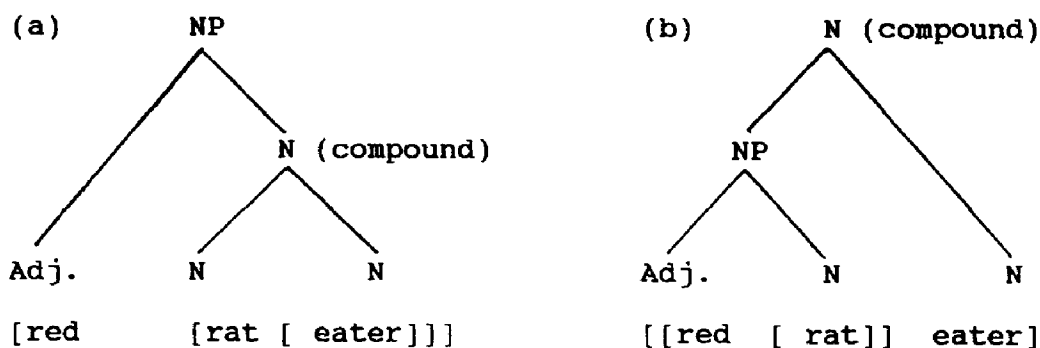 (a) NP (b) N (compound)
N (compound) NP
Adj. N N Adj. N N
[red [rat [ eater]]] [[red [ rat]] eater]